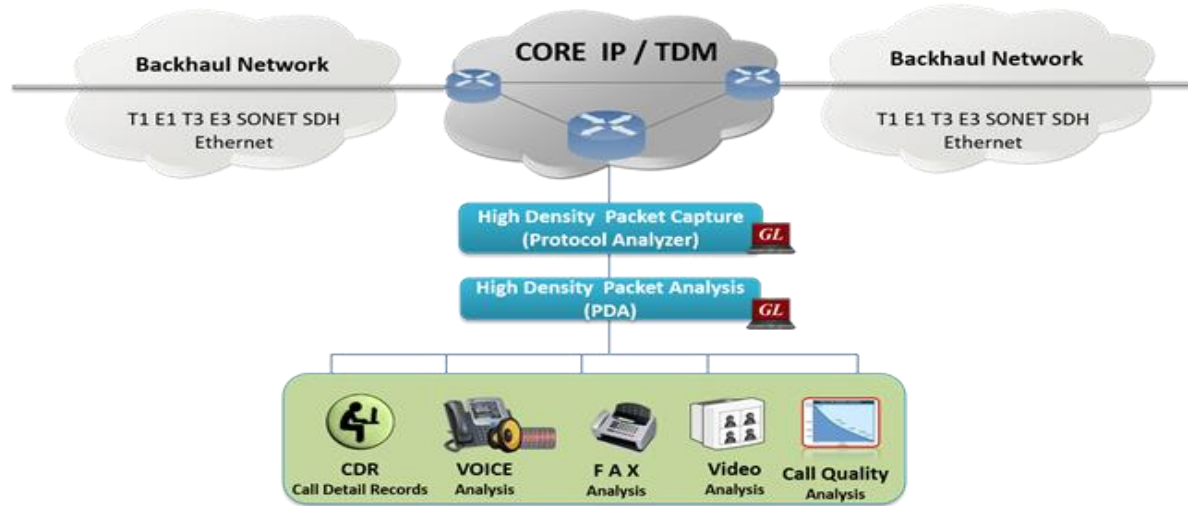 Backhaul Network
T1 E1 T3 E3 SONET SDH
Ethernet
CORE IP / TDM
Backhaul Network
T1 E1 T3 E3 SONET SDH
Ethernet
High Density Packet Capture
(Protocol Analyzer)
GL
High Density Packet Analysis
(PDA)
GL
CDR
Call Detail Records
VOICE
Analysis
F A X
Analysis
Video
Analysis
Call Quality
Analysis